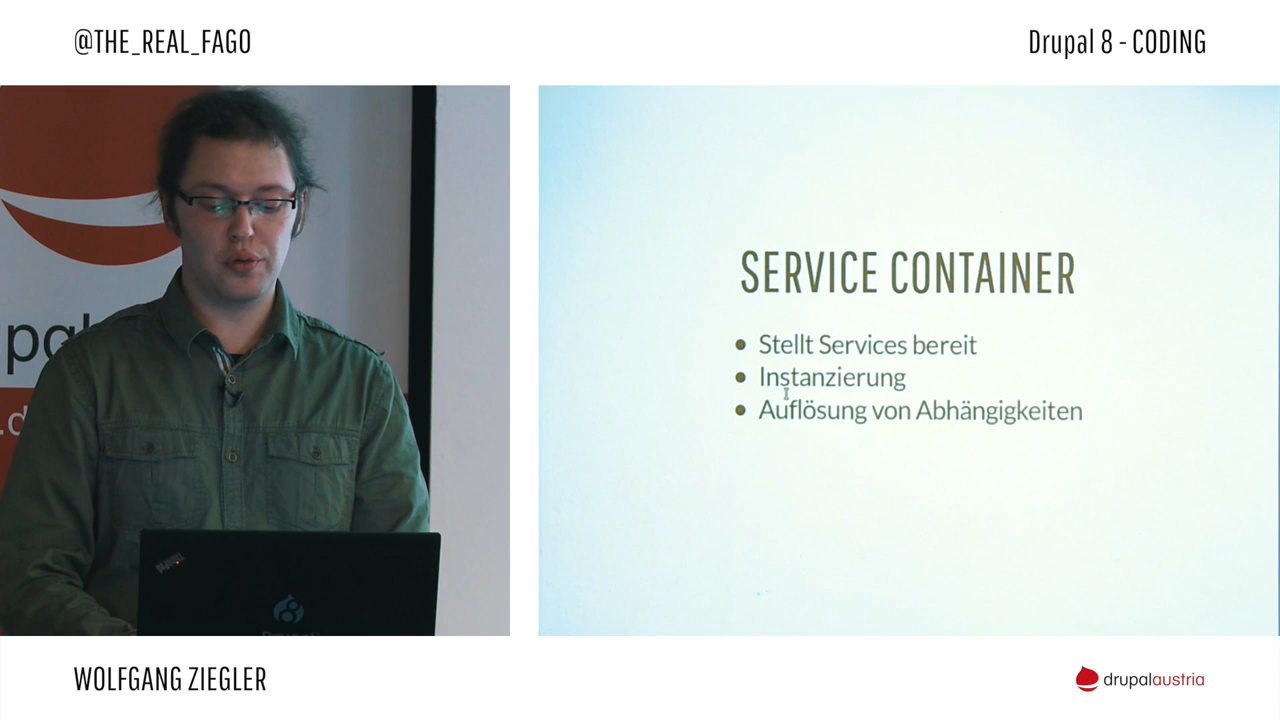 @THE_REAL_FAGO
Drupal 8 - CODING
SERVICE CONTAINER
Stellt Services bereit
Instanzierung
Auflösung von Abhängigkeiten
WOLFGANG ZIEGLER
drupalaustria